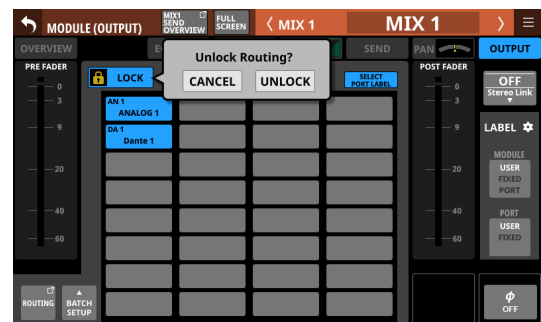 MODULE (OUTPUT)
MIX1
SEND
OVERVIEW
FULL
SCREEN
MIX 1
MIX 1
OVERVIEW
SEND
PAN
OUTPUT
Unlock Routing?
CANCEL
UNLOCK
PRE FADER
LOCK
SELECT
PORT LABEL
POST FADER
OFF
Stereo Link
0
3
9
20
40
60
AN 1
ANALOG 1
DA 1
Dante 1
0
3
9
20
40
60
LABEL
MODULE
USER
FIXED
PORT
PORT
USER
FIXED
ROUTING
BATCH
SETUP
φ
OFF